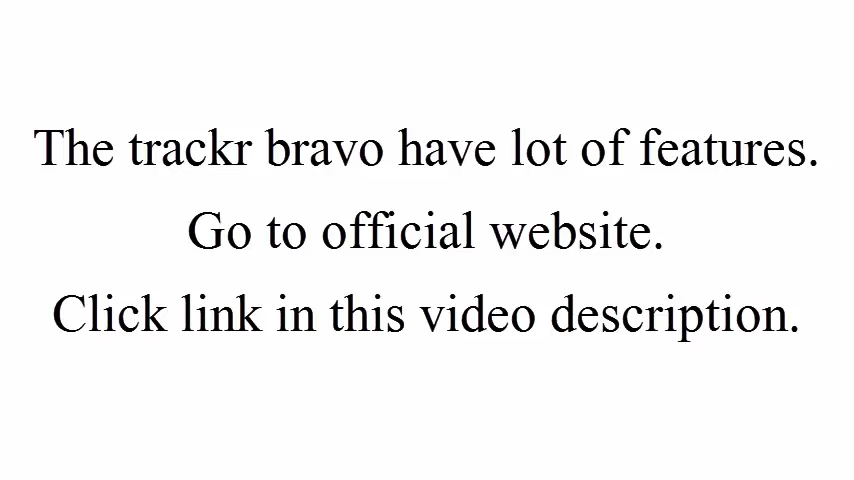 The trackr bravo have lot of features.
Go to official website.
Click link in this video description.